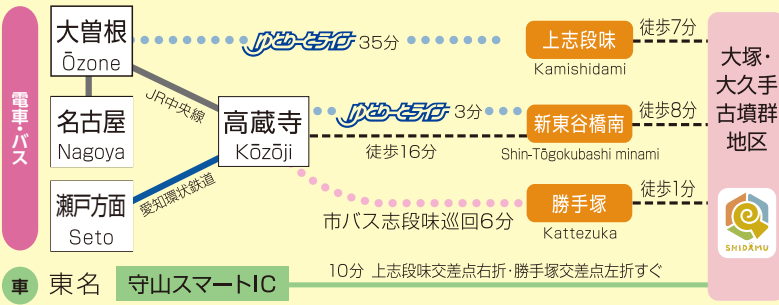 電車・バス
大曽根
Ōzone
ゆとりーとライン 35分
上志段味
Kamishidami
徒歩7分
JR中央線
名古屋
Nagoya
高蔵寺
Kōzōji
ゆとりーとライン 3分
新東谷橋南
Shin-Tōgokubashi minami
徒歩8分
徒歩16分
瀬戸方面
Seto
愛知環状鉄道
市バス志段味巡回6分
勝手塚
Kattezuka
徒歩1分
大塚・
大久手
古墳群
地区
SHIDAMU
車 東名 守山スマートIC 10分 上志段味交差点右折・勝手塚交差点左折すぐ